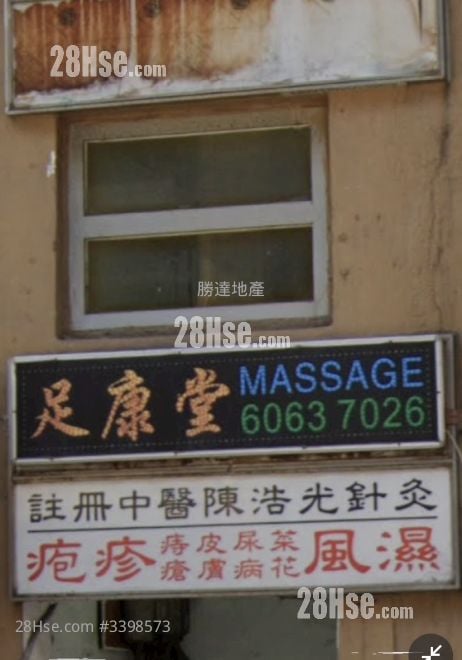 28Hse.com
勝達地產
28Hse.com
足康堂 MASSAGE
6063 7026
註冊中醫陳浩光針灸
疱疹 痔瘡 皮膚 尿病 菜花 風濕
28Hse.com
28Hse.com #3398573